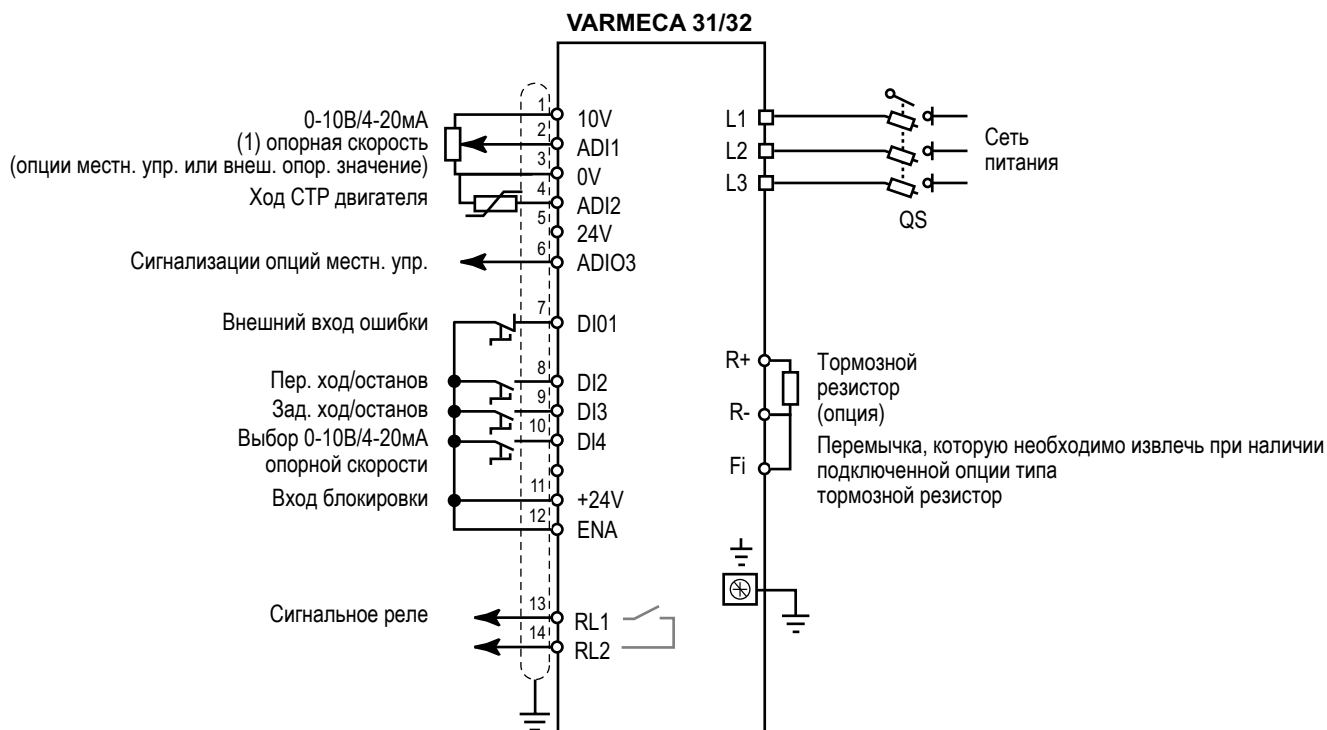 VARMECA 31/32
0-10В/4-20мА
(1) опорная скорость
(опции местн. упр. или внеш. опор. значение)
Ход СТР двигателя
Сигнализации опций местн. упр.
Внешний вход ошибки
Пер. ход/останов
Зад. ход/останов
Выбор 0-10В/4-20мА
опорной скорости
Вход блокировки
Сигнальное реле
1 10V
2 ADI1
3 0V
4 ADI2
5 24V
6 ADIO3
7 DI01
8 DI2
9 DI3
10 DI4
11 +24V
12 ENA
13 RL1
14 RL2
L1
L2
L3
QS
Сеть
питания
R+
R-
Fi
Тормозной
резистор
(опция)
Перемычка, которую необходимо извлечь при наличии
подключенной опции типа
тормозной резистор